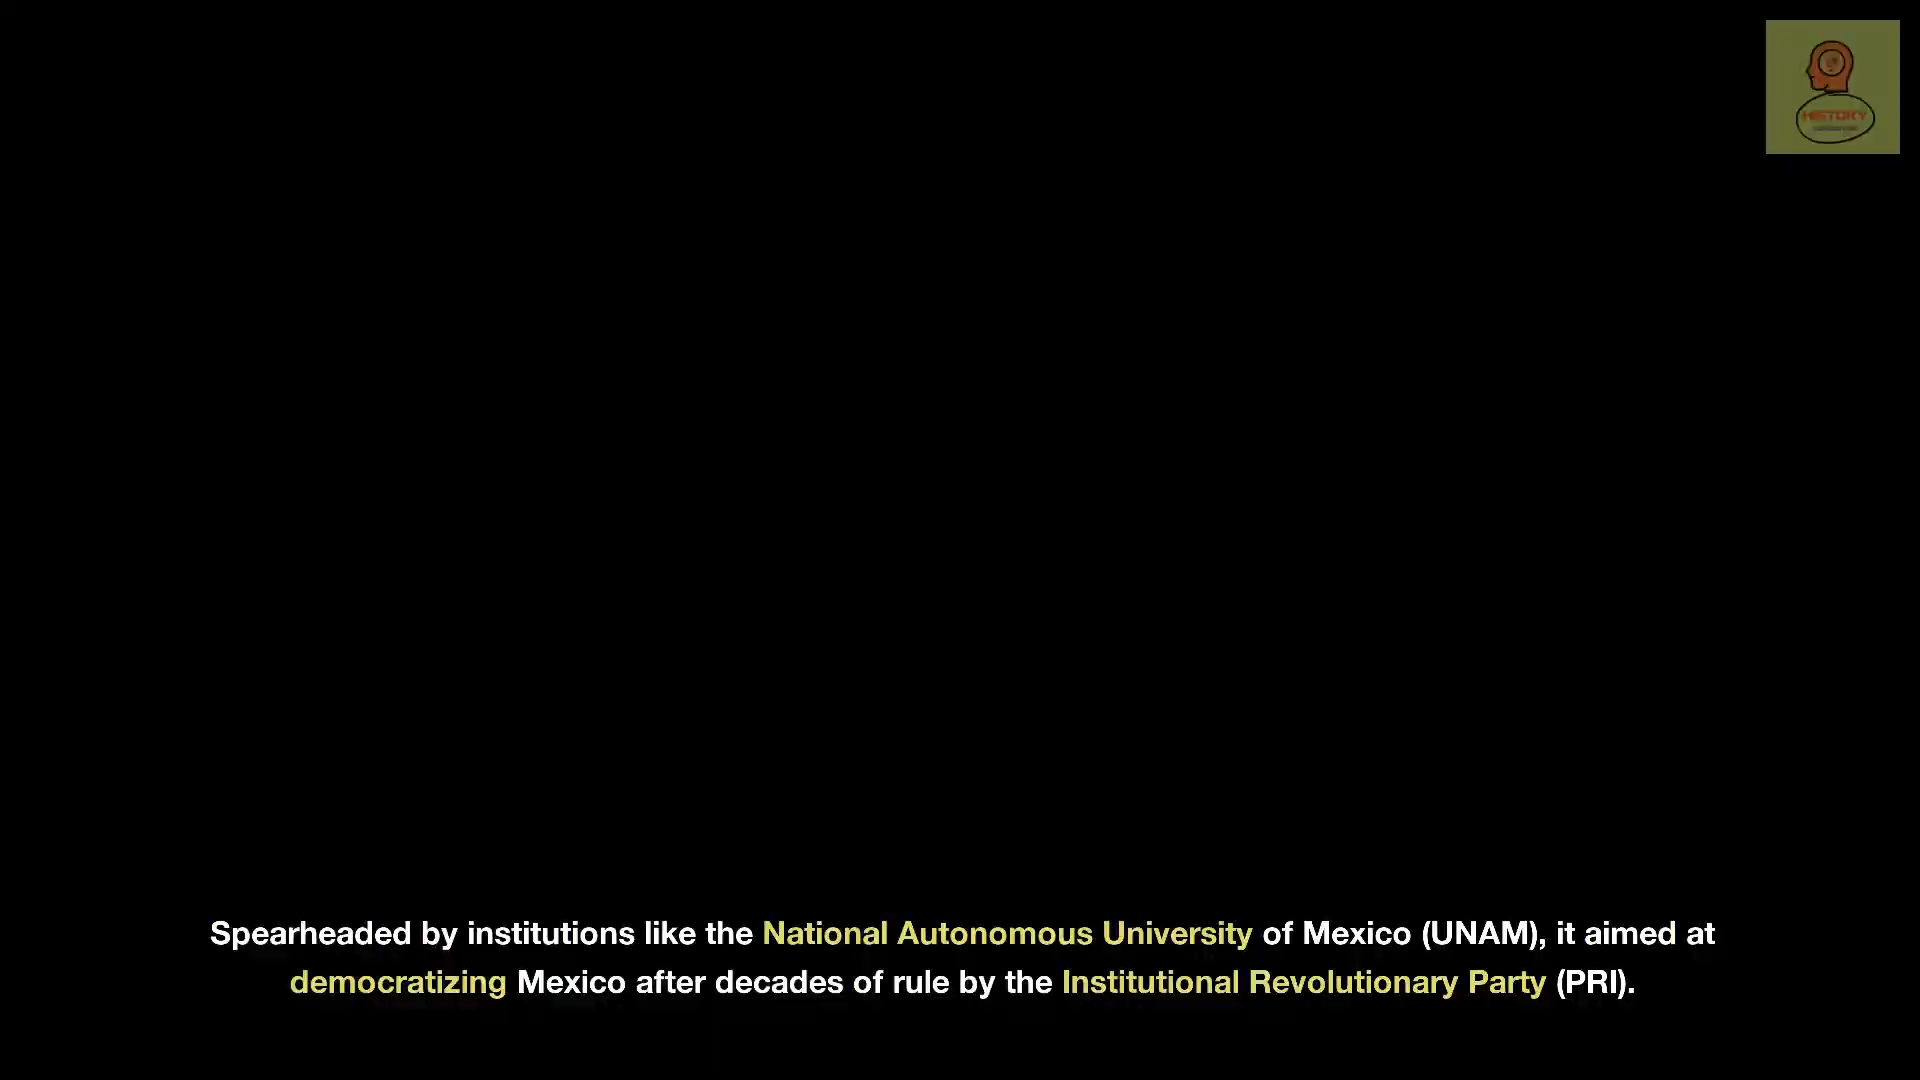 HISTORY
Spearheaded by institutions like the National Autonomous University of Mexico (UNAM), it aimed at
democratizing Mexico after decades of rule by the Institutional Revolutionary Party (PRI).